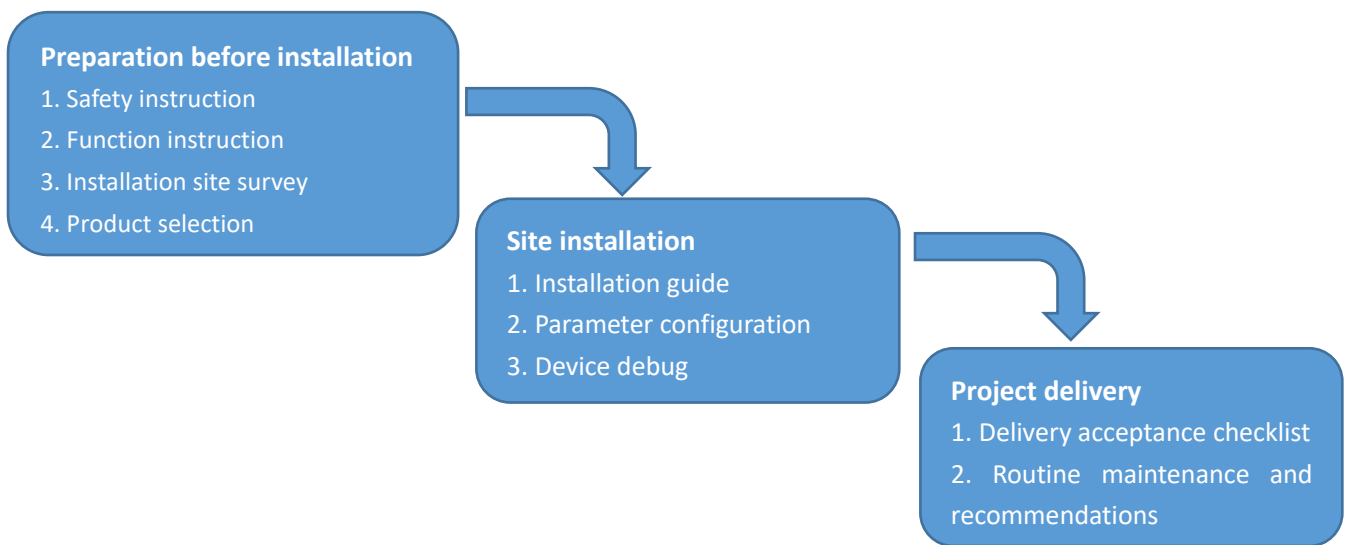 Preparation before installation
1. Safety instruction
2. Function instruction
3. Installation site survey
4. Product selection
Site installation
1. Installation guide
2. Parameter configuration
3. Device debug
Project delivery
1. Delivery acceptance checklist
2. Routine maintenance and
recommendations